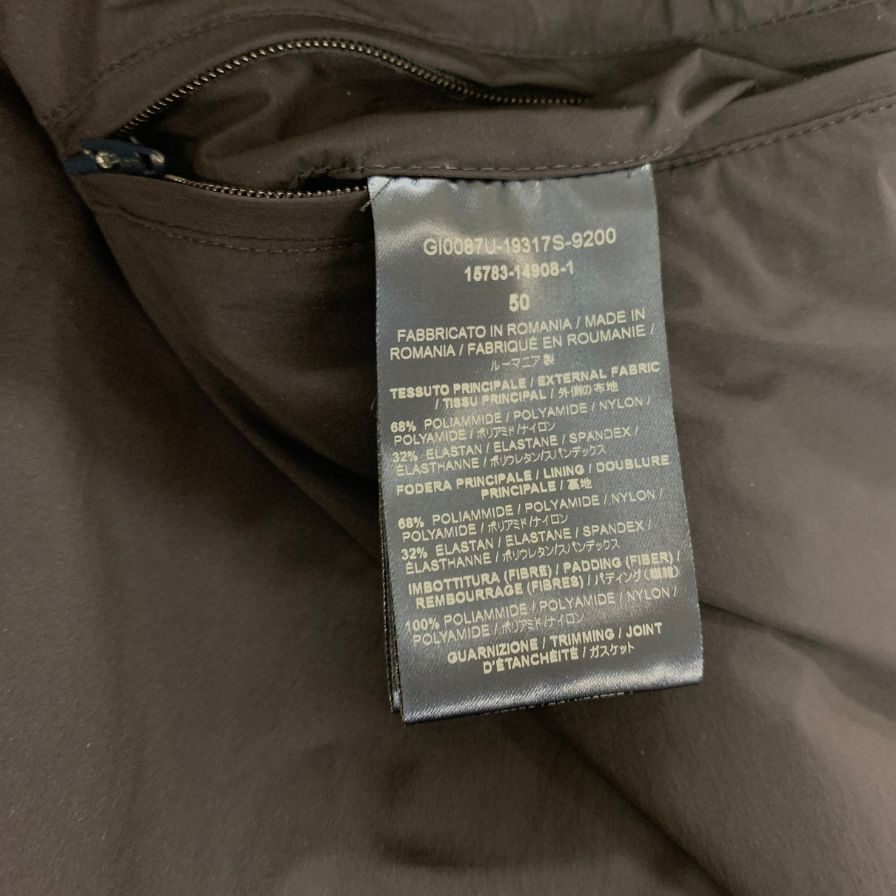 GI0087U-19317S-9200
15783-14908-1
50
FABBRICATO IN ROMANIA / MADE IN
ROMANIA / FABRIQUÉ EN ROUMANIE /
ルーマニア製
TESSUTO PRINCIPALE / EXTERNAL FABRIC
/ TISSU PRINCIPAL / 外側の布地
68% POLIAMMIDE / POLYAMIDE / NYLON /
POLYAMIDE / ポリアミド/ナイロン
32% ELASTAN / ELASTANE / SPANDEX /
ÉLASTHANNE / ポリウレタン/スパンデックス
FODERA PRINCIPALE / LINING / DOUBLURE
PRINCIPALE / 裏地
68% POLIAMMIDE / POLYAMIDE / NYLON /
POLYAMIDE / ポリアミド/ナイロン
32% ELASTAN / ELASTANE / SPANDEX /
ÉLASTHANNE / ポリウレタン/スパンデックス
IMBOTTITURA (FIBRE) / PADDING (FIBER) /
REMBOURRAGE (FIBRES) / パディング (繊維)
100% POLIAMMIDE / POLYAMIDE / NYLON /
POLYAMIDE / ポリアミド/ナイロン
GUARNIZIONE / TRIMMING / JOINT
D'ÉTANCHÉITÉ / ガスケット